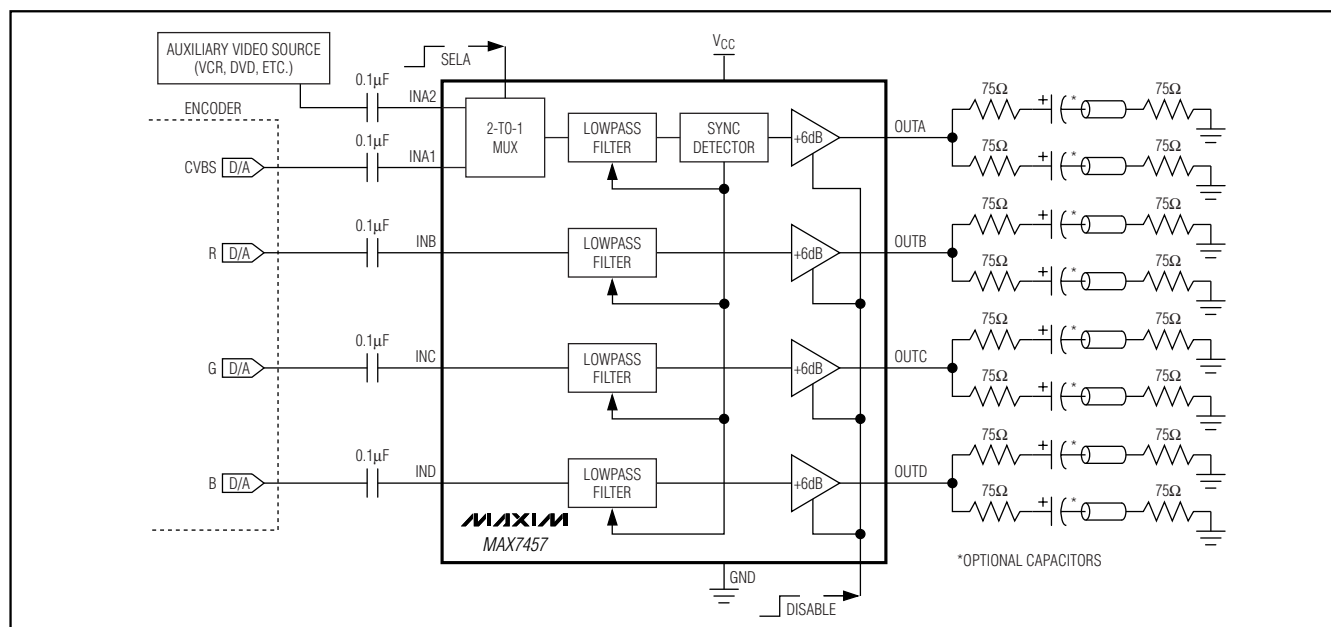 AUXILIARY VIDEO SOURCE
(VCR, DVD, ETC.)
ENCODER
SELA
VCC
0.1µF
INA2
0.1µF
INA1
CVBS D/A
2-TO-1
MUX
LOWPASS
FILTER
SYNC
DETECTOR
+6dB
OUTA
75Ω
+
*
75Ω
75Ω
+
*
75Ω
R D/A
0.1µF
INB
LOWPASS
FILTER
+6dB
OUTB
75Ω
+
*
75Ω
75Ω
+
*
75Ω
G D/A
0.1µF
INC
LOWPASS
FILTER
+6dB
OUTC
75Ω
+
*
75Ω
75Ω
+
*
75Ω
B D/A
0.1µF
IND
LOWPASS
FILTER
+6dB
OUTD
75Ω
+
*
75Ω
75Ω
+
*
75Ω
MAXIM
MAX7457
*OPTIONAL CAPACITORS
GND
DISABLE